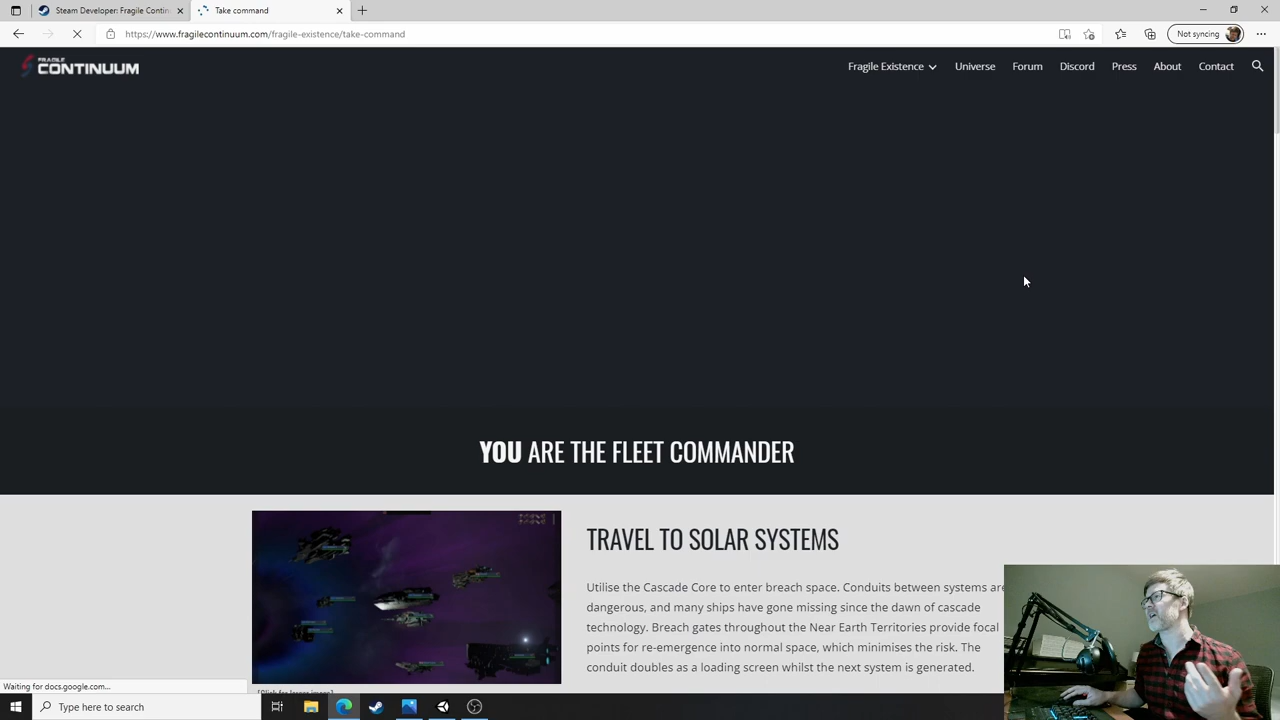 Steam Developer: Fragile Contin
Take command
https://www.fragilecontinuum.com/fragile-existence/take-command
Not syncing
FRAGILE
CONTINUUM
Fragile Existence
Universe
Forum
Discord
Press
About
Contact
YOU ARE THE FLEET COMMANDER
TRAVEL TO SOLAR SYSTEMS
Utilise the Cascade Core to enter breach space. Conduits between systems are
dangerous, and many ships have gone missing since the dawn of cascade
technology. Breach gates throughout the Near Earth Territories provide focal
points for re-emergence into normal space, which minimises the risk. The
conduit doubles as a loading screen whilst the next system is generated.
Waiting for docs.google.com...
Type here to search